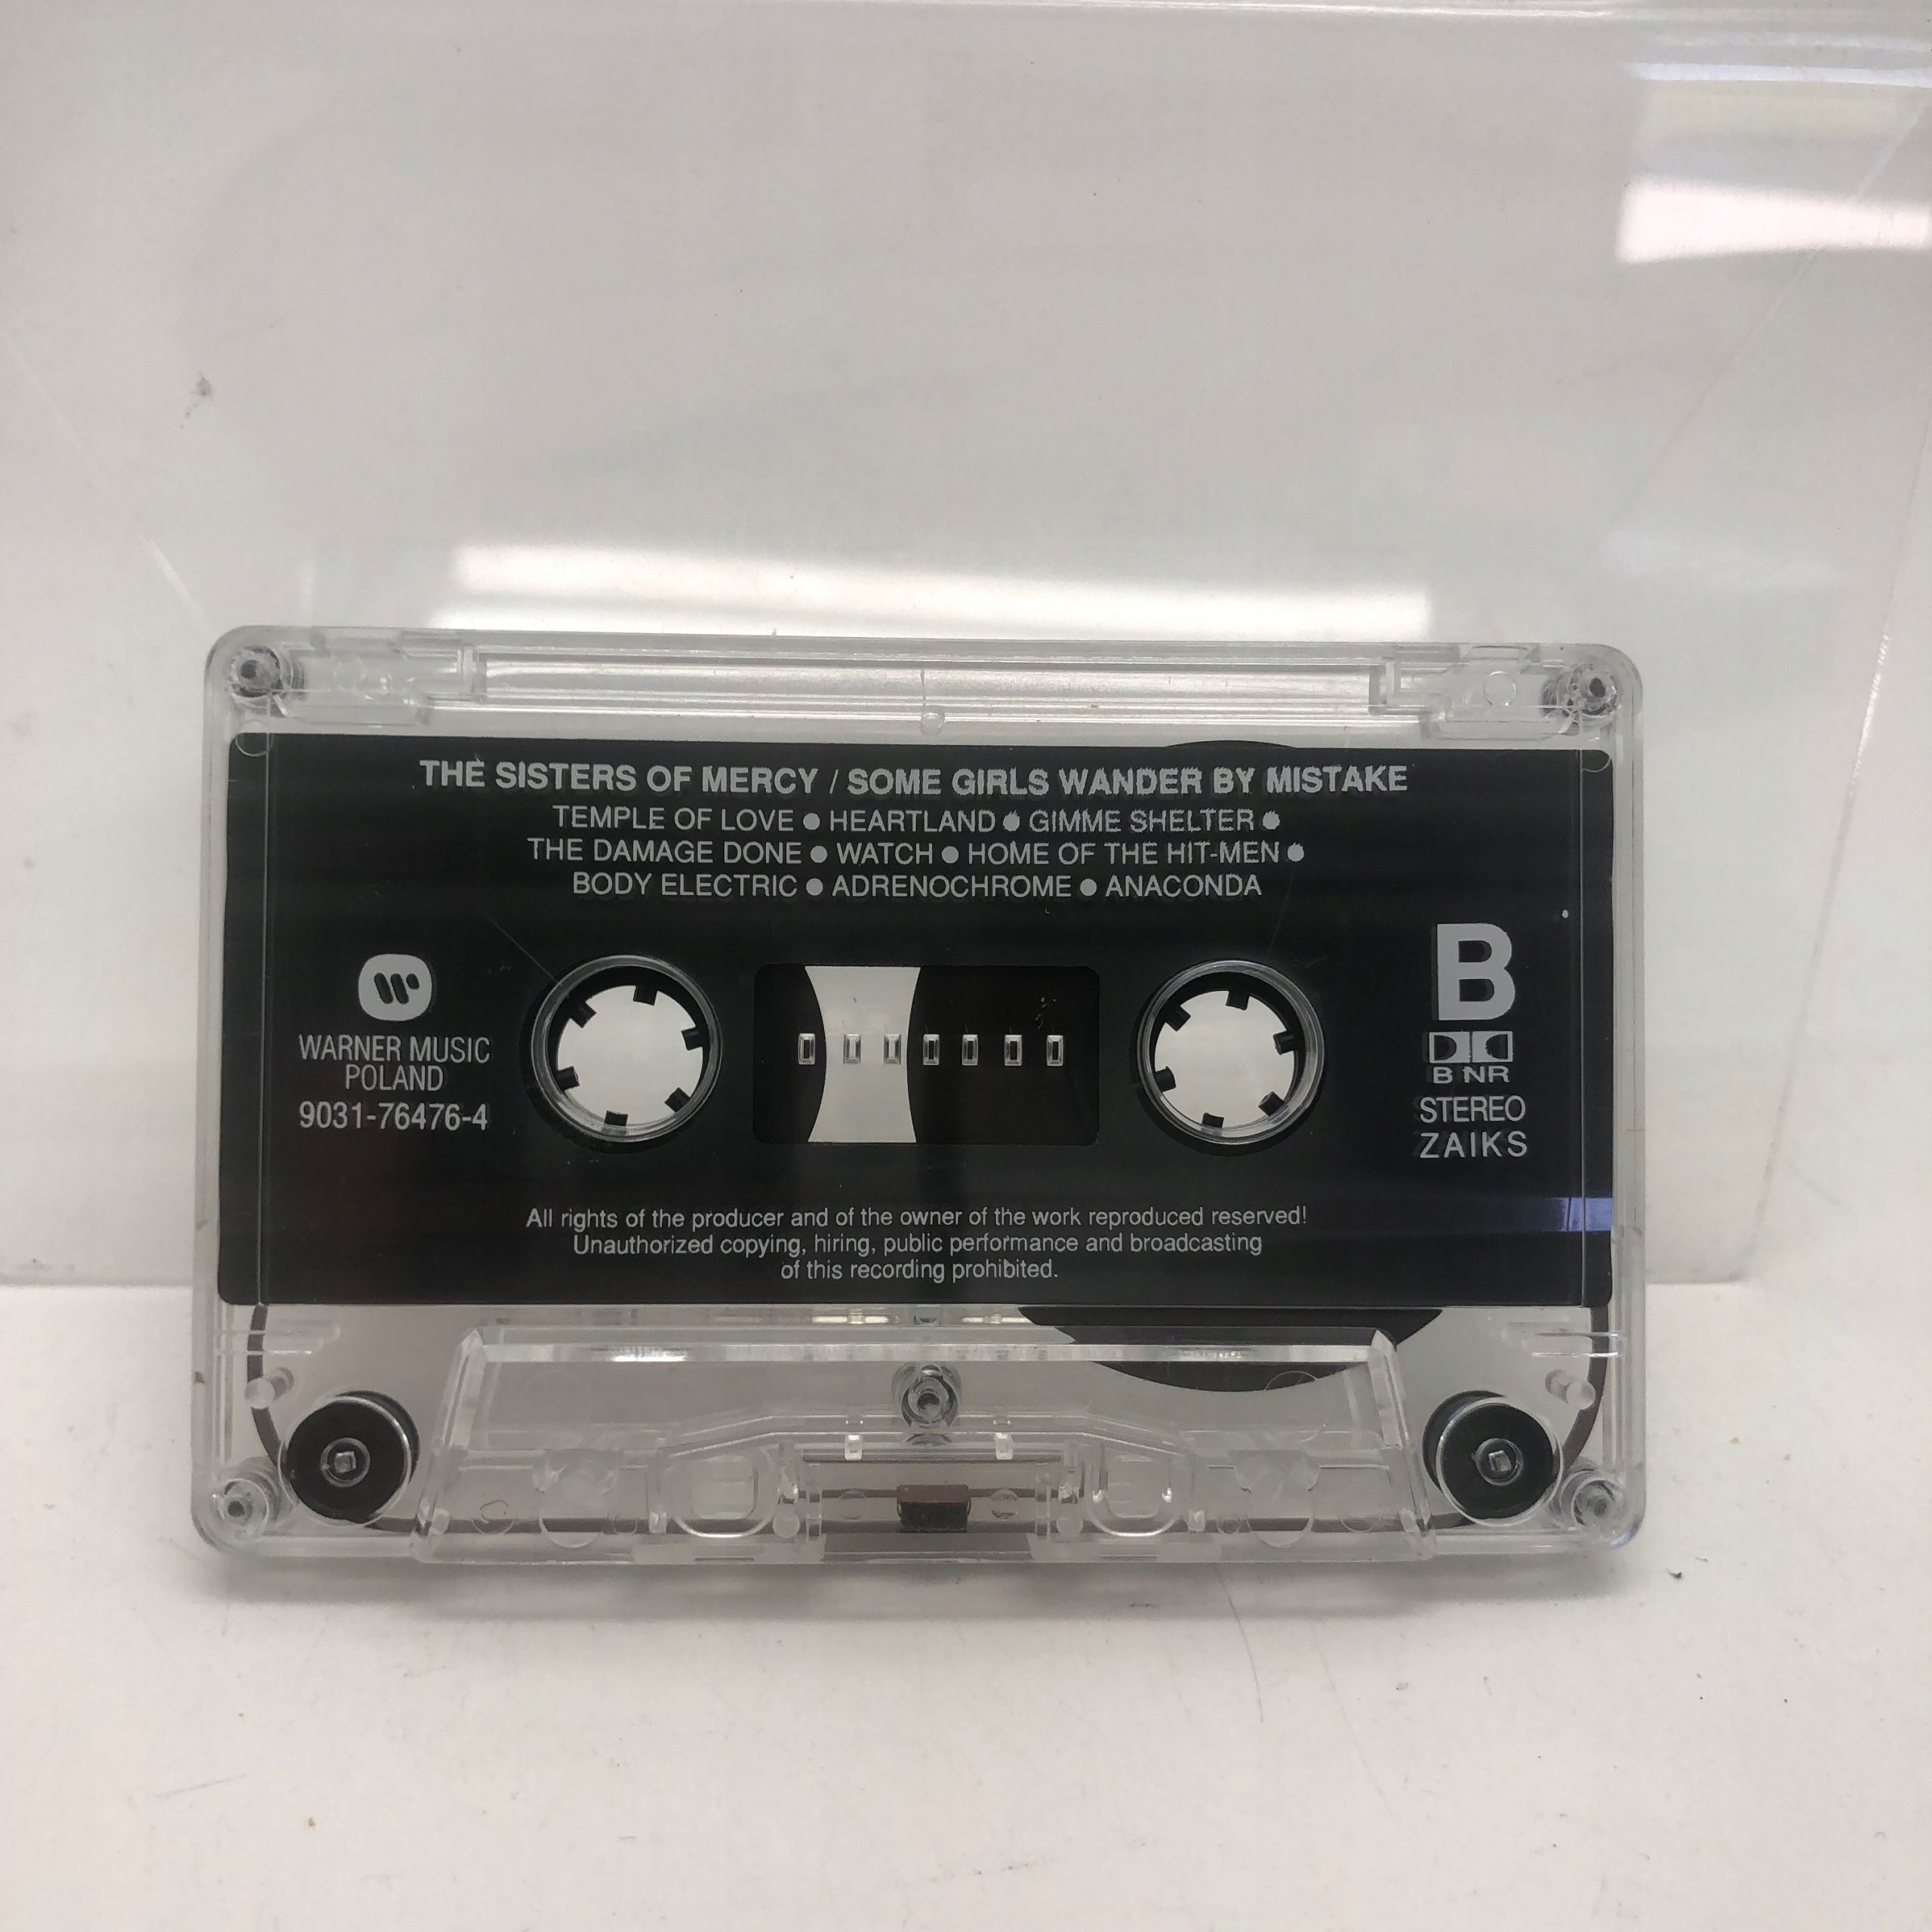 THE SISTERS OF MERCY / SOME GIRLS WANDER BY MISTAKE
TEMPLE OF LOVE ● HEARTLAND ● GIMME SHELTER ●
THE DAMAGE DONE ● WATCH ● HOME OF THE HIT-MEN ●
BODY ELECTRIC ● ADRENOCHROME ● ANACONDA
WARNER MUSIC
POLAND
9031-76476-4
B
B NR
STEREO
ZAIKS
All rights of the producer and of the owner of the work reproduced reserved!
Unauthorized copying, hiring, public performance and broadcasting
of this recording prohibited.